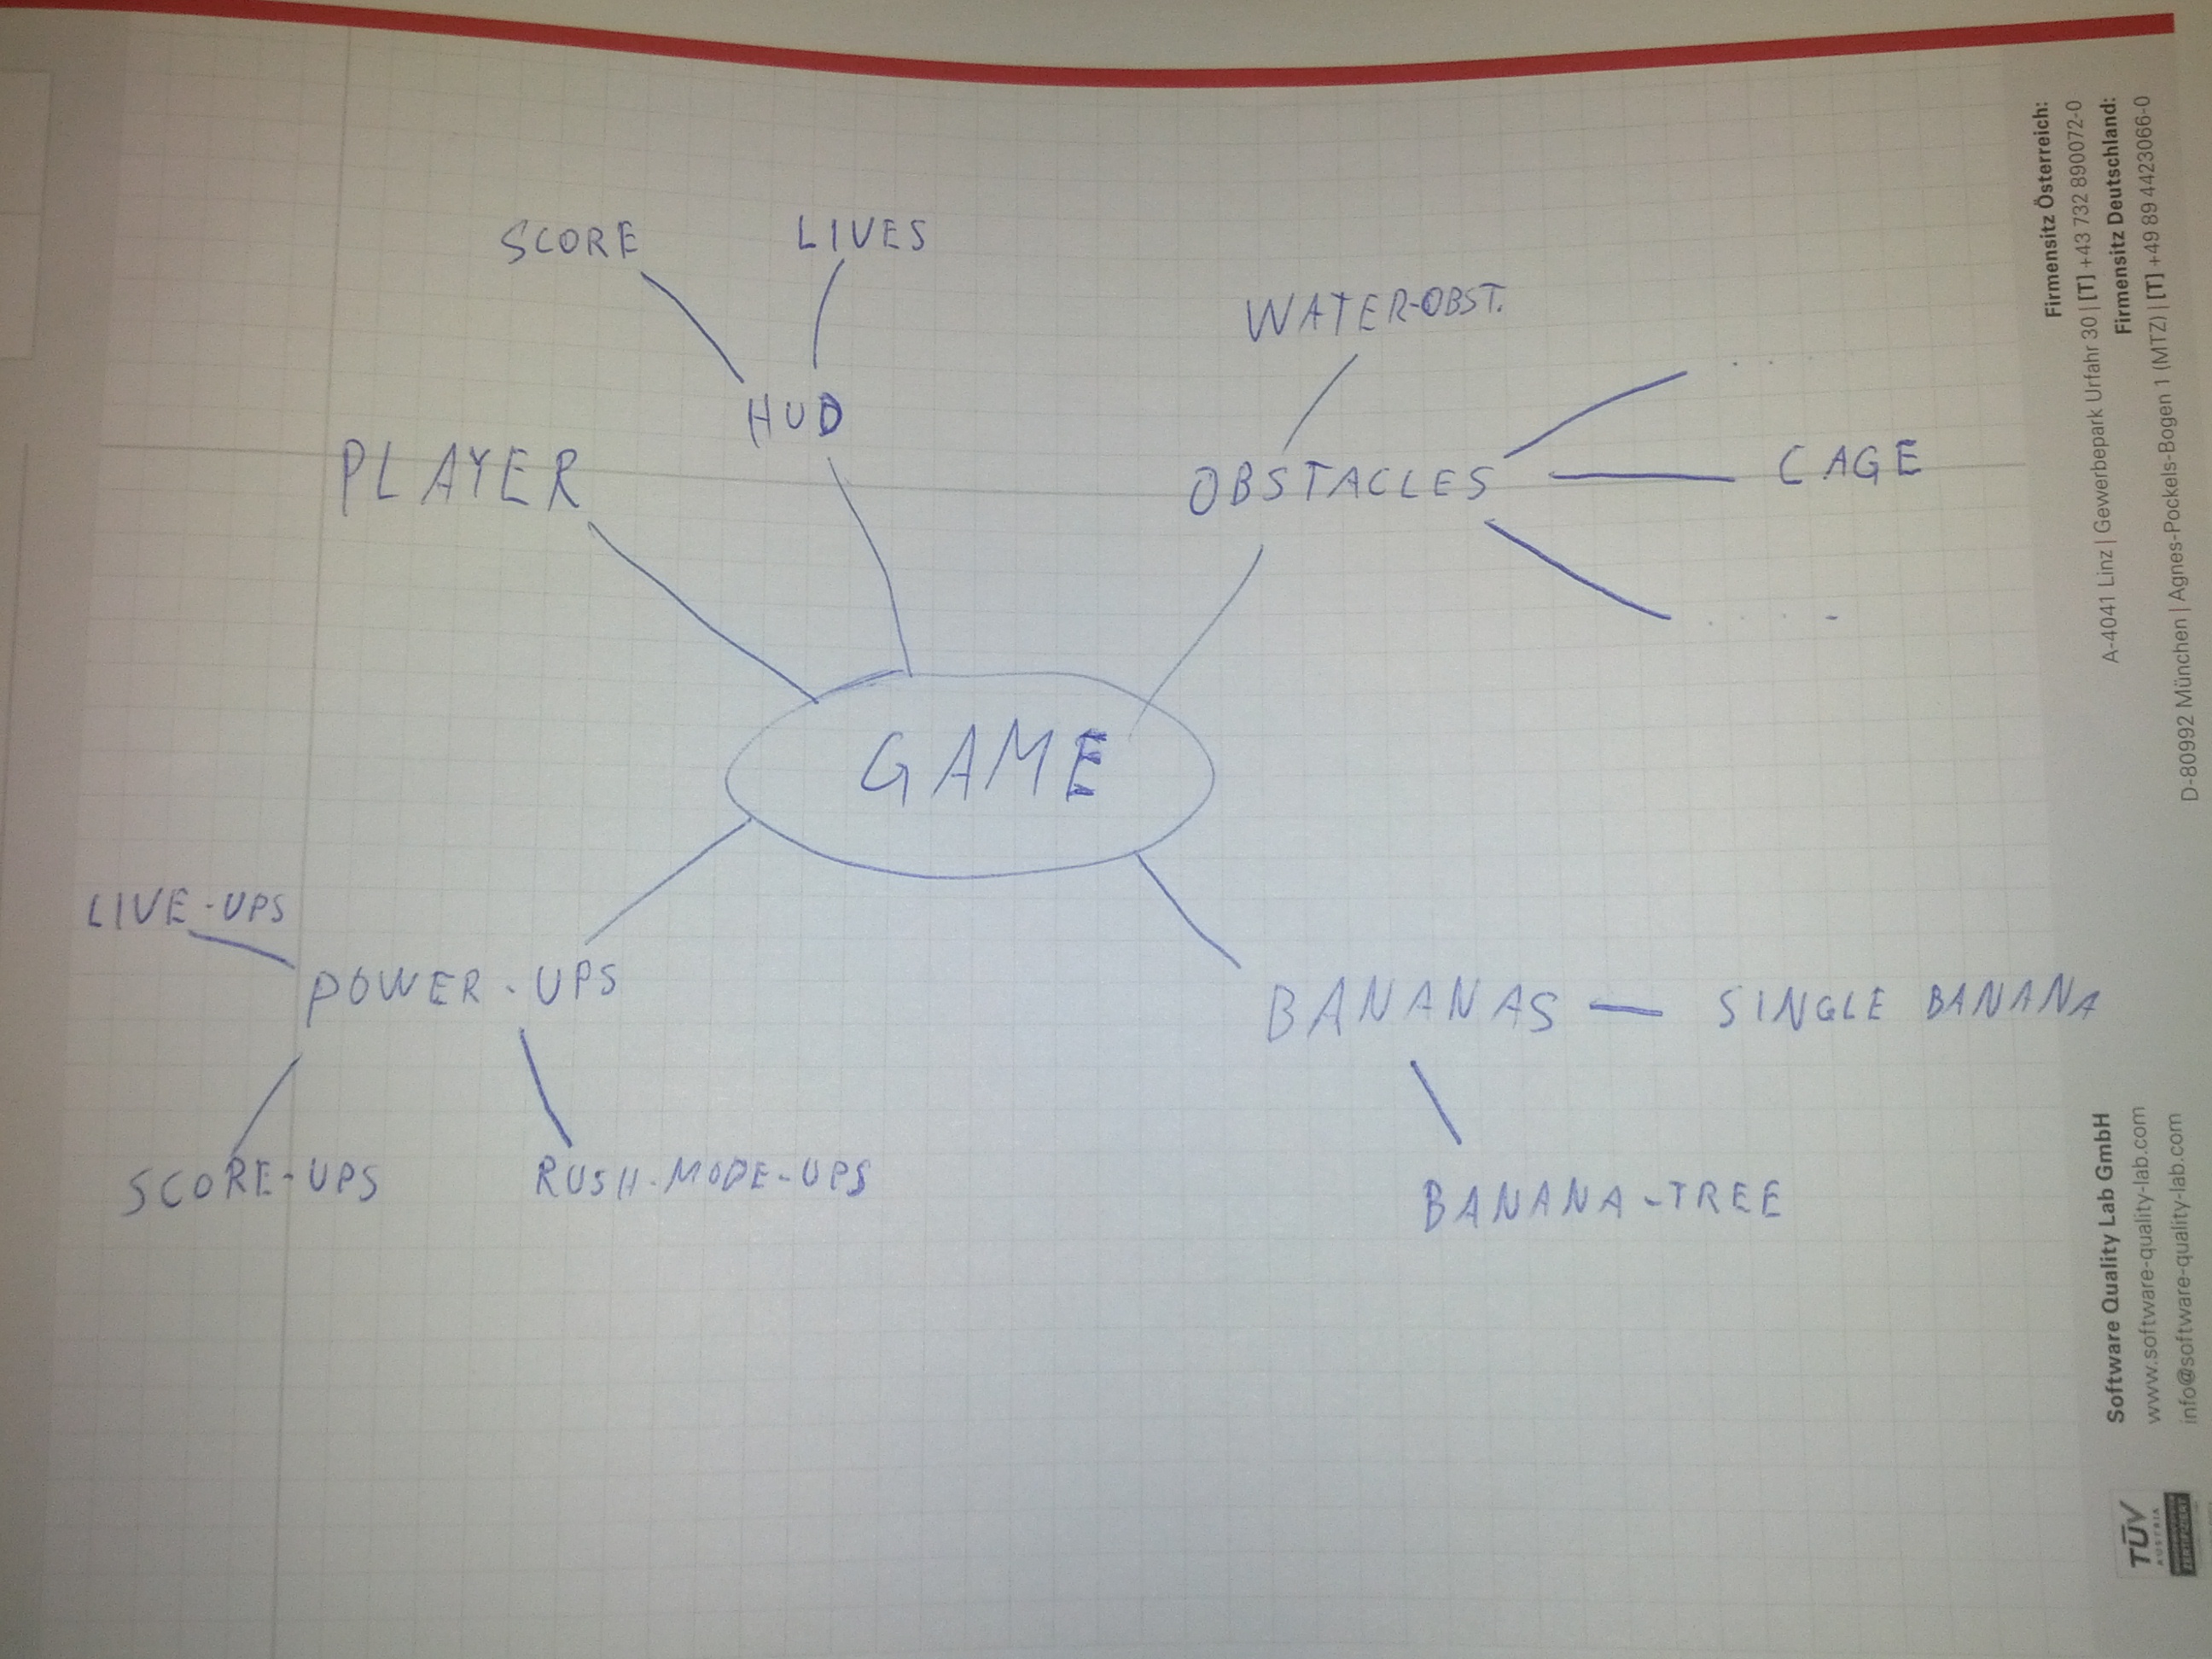 SCORE
LIVES
WATER-OBST.
HUD
PLAYER
OBSTACLES
CAGE
GAME
LIVE-UPS
POWER-UPS
BANANAS — SINGLE BANANA
SCORE-UPS
RUSH-MODE-UPS
BANANA-TREE
Firmensitz Österreich:
A-4041 Linz | Gewerbepark Urfahr 30 | [T] +43 732 890072-0
Firmensitz Deutschland:
D-80992 München | Agnes-Pockels-Bogen 1 (MTZ) | [T] +49 89 4423066-0
Software Quality Lab GmbH
www.software-quality-lab.com
info@software-quality-lab.com
TÜV
AUSTRIA